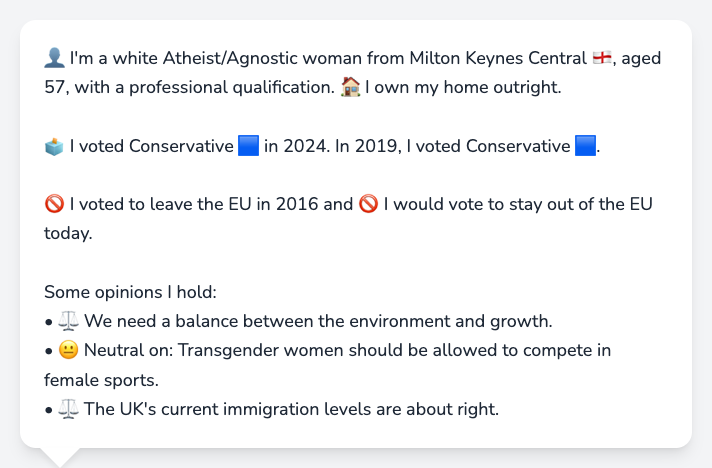 👤 I'm a white Atheist/Agnostic woman from Milton Keynes Central 🏴󠁧󠁢󠁥󠁮󠁧󠁿, aged
57, with a professional qualification. 🏠 I own my home outright.
🗳️ I voted Conservative 🟦 in 2024. In 2019, I voted Conservative 🟦.
🚫 I voted to leave the EU in 2016 and 🚫 I would vote to stay out of the EU
today.
Some opinions I hold:
• ⚖️ We need a balance between the environment and growth.
• 😐 Neutral on: Transgender women should be allowed to compete in
female sports.
• ⚖️ The UK's current immigration levels are about right.